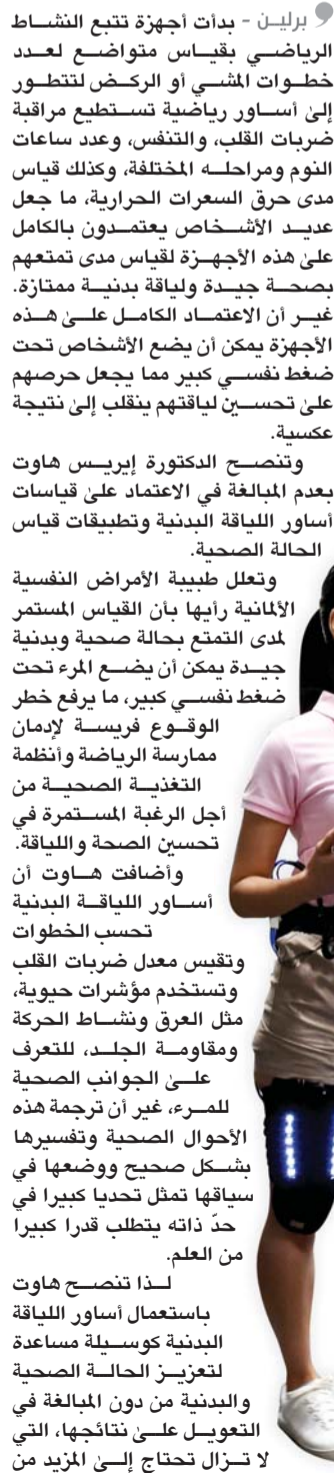 برلين - بدأت أجهزة تتبع النشاط
الرياضي بقياس متواضع لعدد
خطوات المشي أو الركض لتتطور
إلى أساور رياضية تستطيع مراقبة
ضربات القلب، والتنفس، وعدد ساعات
النوم ومراحله المختلفة، وكذلك قياس
مدى حرق السعرات الحرارية، ما جعل
عديد الأشخاص يعتمدون بالكامل
على هذه الأجهزة لقياس مدى تمتعهم
بصحة جيدة ولياقة بدنية ممتازة.
غير أن الاعتماد الكامل على هذه
الأجهزة يمكن أن يضع الأشخاص تحت
ضغط نفسي كبير مما يجعل حرصهم
على تحسين لياقتهم ينقلب إلى نتيجة
عكسية.
وتنصح الدكتورة إيريس هاوت
بعدم المبالغة في الاعتماد على قياسات
أساور اللياقة البدنية وتطبيقات قياس
الحالة الصحية.
وتعلل طبيبة الأمراض النفسية
الألمانية رأيها بأن القياس المستمر
لمدى التمتع بحالة صحية وبدنية
جيدة يمكن أن يضع المرء تحت
ضغط نفسي كبير، ما يرفع خطر
الوقوع فريسة لإدمان
ممارسة الرياضة وأنظمة
التغذية الصحية من
أجل الرغبة المستمرة في
تحسين الصحة واللياقة.
وأضافت هاوت أن
أساور اللياقة البدنية
تحسب الخطوات
وتقيس معدل ضربات القلب
وتستخدم مؤشرات حيوية،
مثل العرق ونشاط الحركة
ومقاومة الجلد، للتعرف
على الجوانب الصحية
للمرء، غير أن ترجمة هذه
الأحوال الصحية وتفسيرها
بشكل صحيح ووضعها في
سياقها تمثل تحديا كبيرا في
حدّ ذاته يتطلب قدرا كبيرا
من العلم.
لذا تنصح هاوت
باستعمال أساور اللياقة
البدنية كوسيلة مساعدة
لتعزيز الحالة الصحية
والبدنية من دون المبالغة في
التعويل على نتائجها، التي
لا تزال تحتاج إلى المزيد من